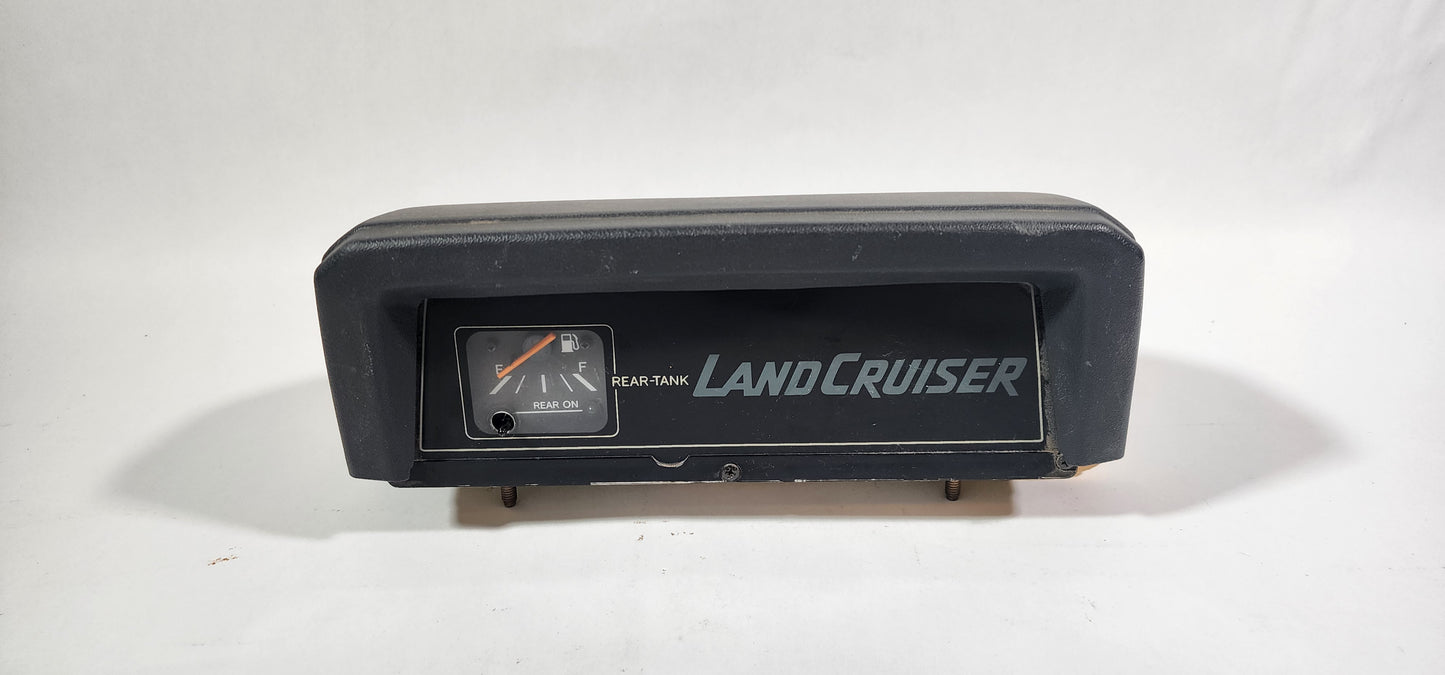 E F
REAR ON
REAR-TANK
LANDCRUISER